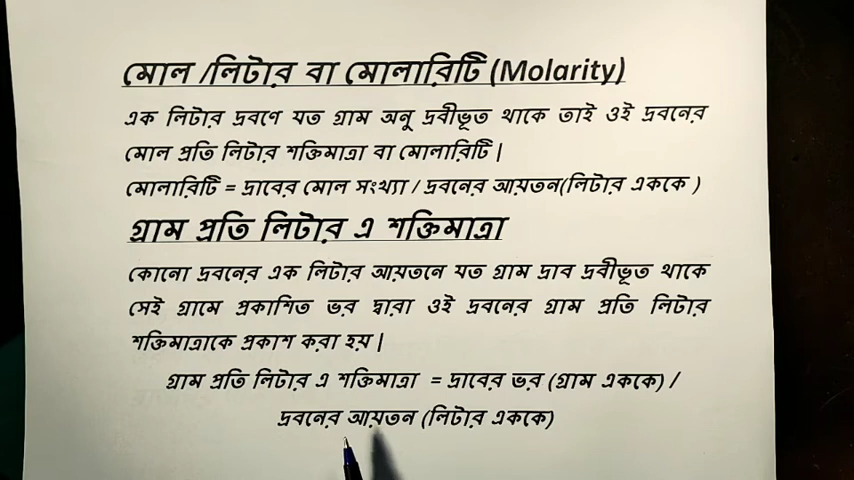 মোল /লিটার বা মোলারিটি (Molarity)
এক লিটার দ্রবণে যত গ্রাম অনু দ্রবীভূত থাকে তাই ওই দ্রবনের
মোল প্রতি লিটার শক্তিমাত্রা বা মোলারিটি |
মোলারিটি = দ্রাবের মোল সংখ্যা / দ্রবনের আয়তন(লিটার এককে )
গ্রাম প্রতি লিটার এ শক্তিমাত্রা
কোনো দ্রবনের এক লিটার আয়তনে যত গ্রাম দ্রাব দ্রবীভূত থাকে
সেই গ্রামে প্রকাশিত ভর দ্বারা ওই দ্রবনের গ্রাম প্রতি লিটার
শক্তিমাত্রাকে প্রকাশ করা হয় |
গ্রাম প্রতি লিটার এ শক্তিমাত্রা = দ্রাবের ভর (গ্রাম এককে) /
দ্রবনের আয়তন (লিটার এককে)